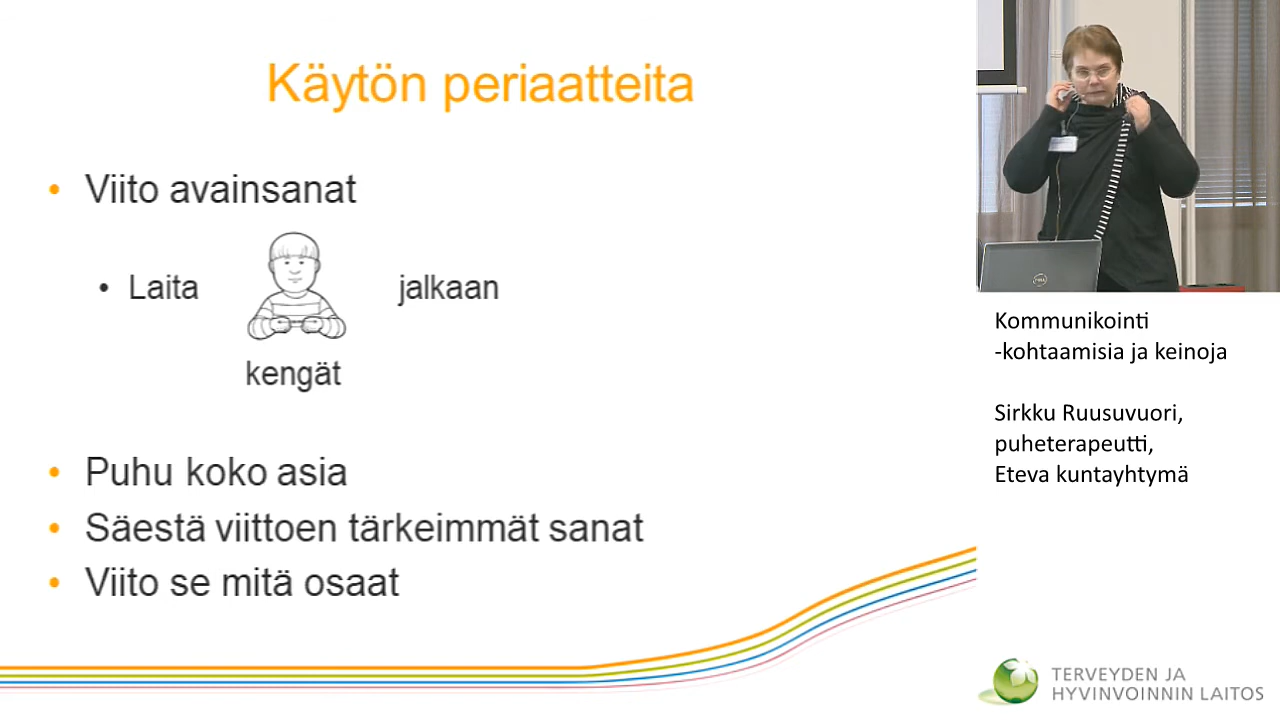 Käytön periaatteita
• Viito avainsanat
• Laita jalkaan
kengät
• Puhu koko asia
• Säestä viittoen tärkeimmät sanat
• Viito se mitä osaat
Kommunikointi
-kohtaamisia ja keinoja
Sirkku Ruusuvuori,
puheterapeutti,
Eteva kuntayhtymä
TERVEYDEN JA
HYVINVOINNIN LAITOS